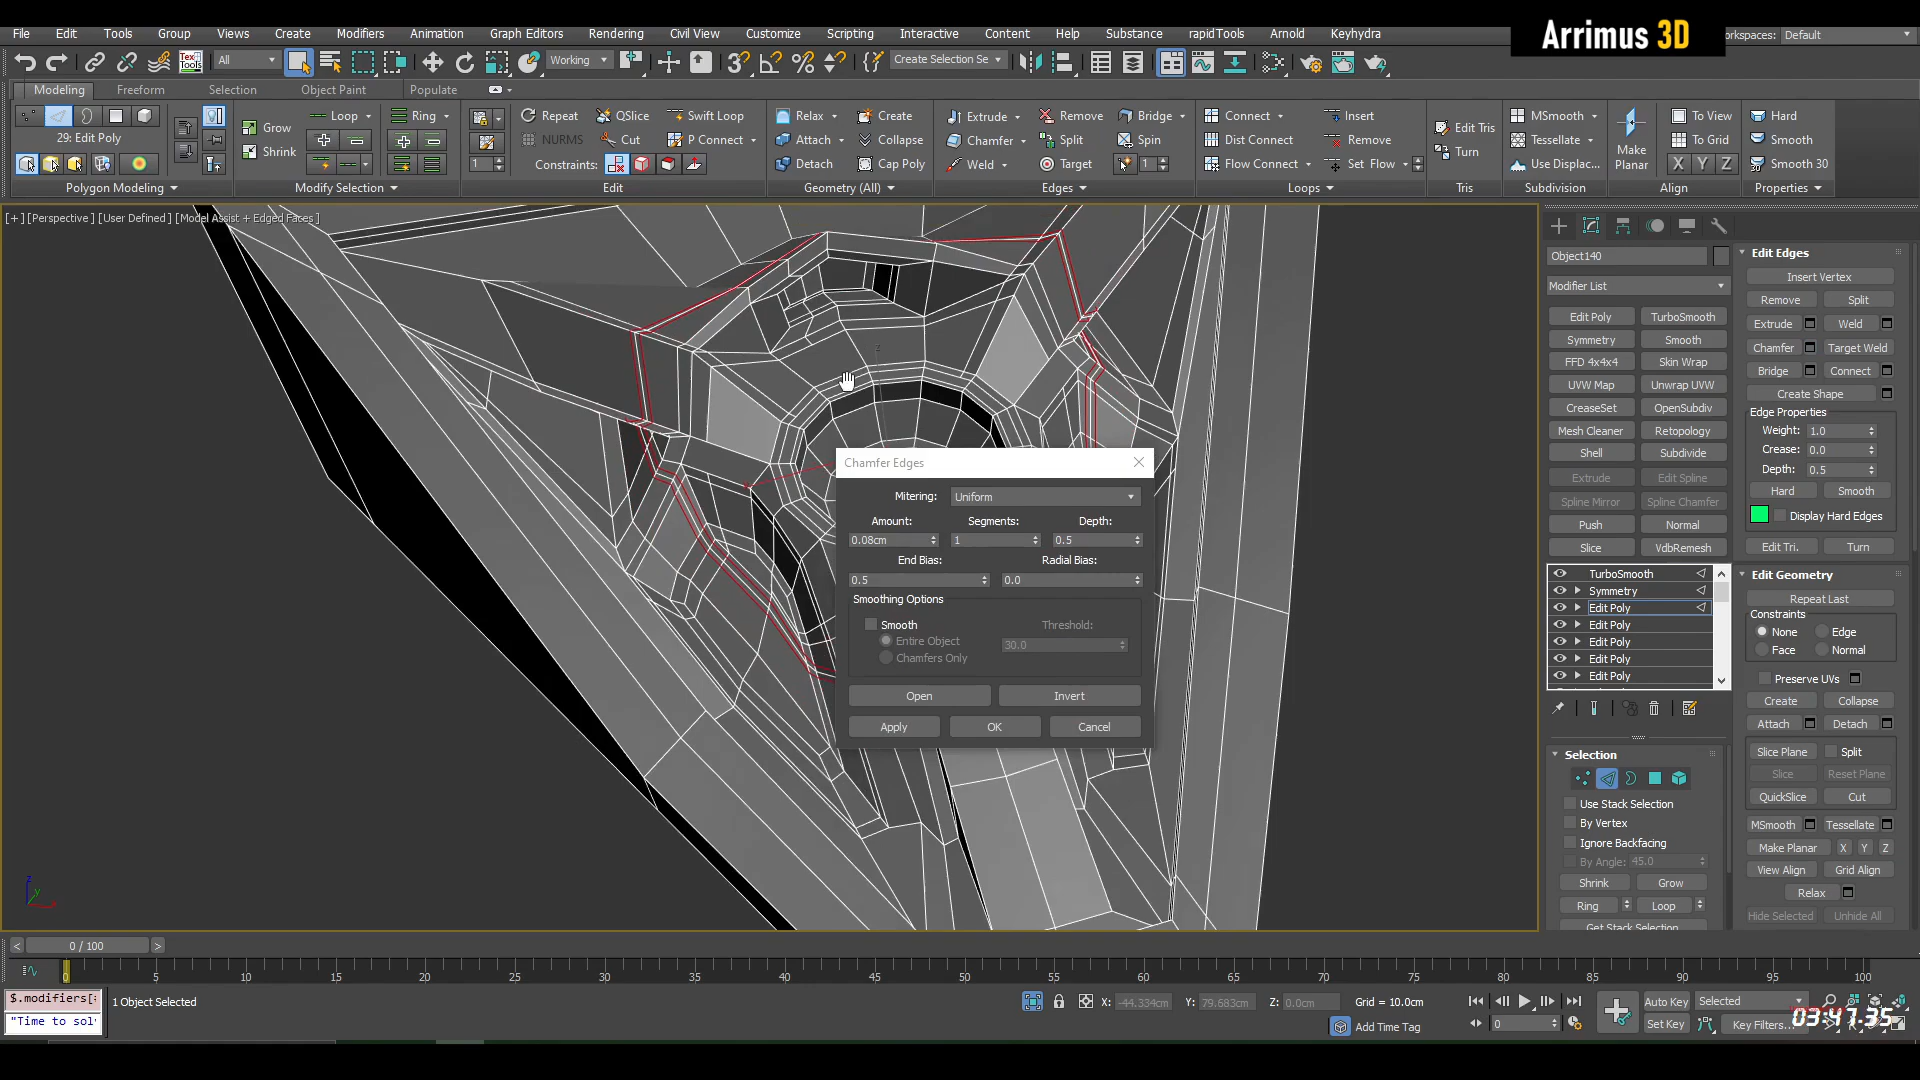 File Edit Tools Group Views Create Modifiers Animation Graph Editors Rendering Civil View Customize Scripting Interactive Content Help Substance rapidTools Arnold Keyhydra
Arrimus 3D
Default
All
Working
Create Selection Se
Modeling Freeform Selection Object Paint Populate
29: Edit Poly
Grow
Shrink
Loop
Ring
Repeat QSlice Swift Loop
NURMS Cut P Connect
Constraints:
1
Relax Create
Attach Collapse
Detach Cap Poly
Extrude Remove Bridge
Chamfer Split Spin
Weld Target 1
Connect Insert
Dist Connect Remove
Flow Connect Set Flow
Edit Tris
Turn
MSmooth
Tessellate
Use Displac...
Make Planar
To View
To Grid
X Y Z
Hard
Smooth
Smooth 30
Polygon Modeling Modify Selection Edit Geometry (All) Edges Loops Tris Subdivision Align Properties
[+] [Perspective] [User Defined] [Model Assist + Edged Faces]
Chamfer Edges
Mitering: Uniform
Amount: Segments: Depth:
0.08cm 1 0.5
End Bias: Radial Bias:
0.5 0.0
Smoothing Options
Smooth Threshold:
Entire Object 30.0
Chamfers Only
Open Invert
Apply OK Cancel
Object140
Modifier List
Edit Poly TurboSmooth
Symmetry Smooth
FFD 4x4x4 Skin Wrap
UVW Map Unwrap UVW
CreaseSet OpenSubdiv
Mesh Cleaner Retopology
Shell Subdivide
Extrude Edit Spline
Spline Mirror Spline Chamfer
Push Normal
Slice VdbRemesh
TurboSmooth
Symmetry
Edit Poly
Edit Poly
Edit Poly
Edit Poly
Edit Poly
Selection
Use Stack Selection
By Vertex
Ignore Backfacing
By Angle: 45.0
Shrink Grow
Ring Loop
Get Stack Selection
Edit Edges
Insert Vertex
Remove Split
Extrude Weld
Chamfer Target Weld
Bridge Connect
Create Shape
Edge Properties
Weight: 1.0
Crease: 0.0
Depth: 0.5
Hard Smooth
Display Hard Edges
Edit Tri. Turn
Edit Geometry
Repeat Last
Constraints
None Edge
Face Normal
Preserve UVs
Create Collapse
Attach Detach
Slice Plane Split
Slice Reset Plane
QuickSlice Cut
MSmooth Tessellate
Make Planar X Y Z
View Align Grid Align
Relax
Hide Selected Unhide All
z
z
y
< 0 / 100 >
0 5 10 15 20 25 30 35 40 45 50 55 60 65 70 75 80 85 90 95 100
$.modifiers[
"Time to sol
1 Object Selected
X: -44.334cm Y: 79.683cm Z: 0.0cm Grid = 10.0cm
Add Time Tag
0
Auto Key Selected
Set Key Key Filters...
03:47:35